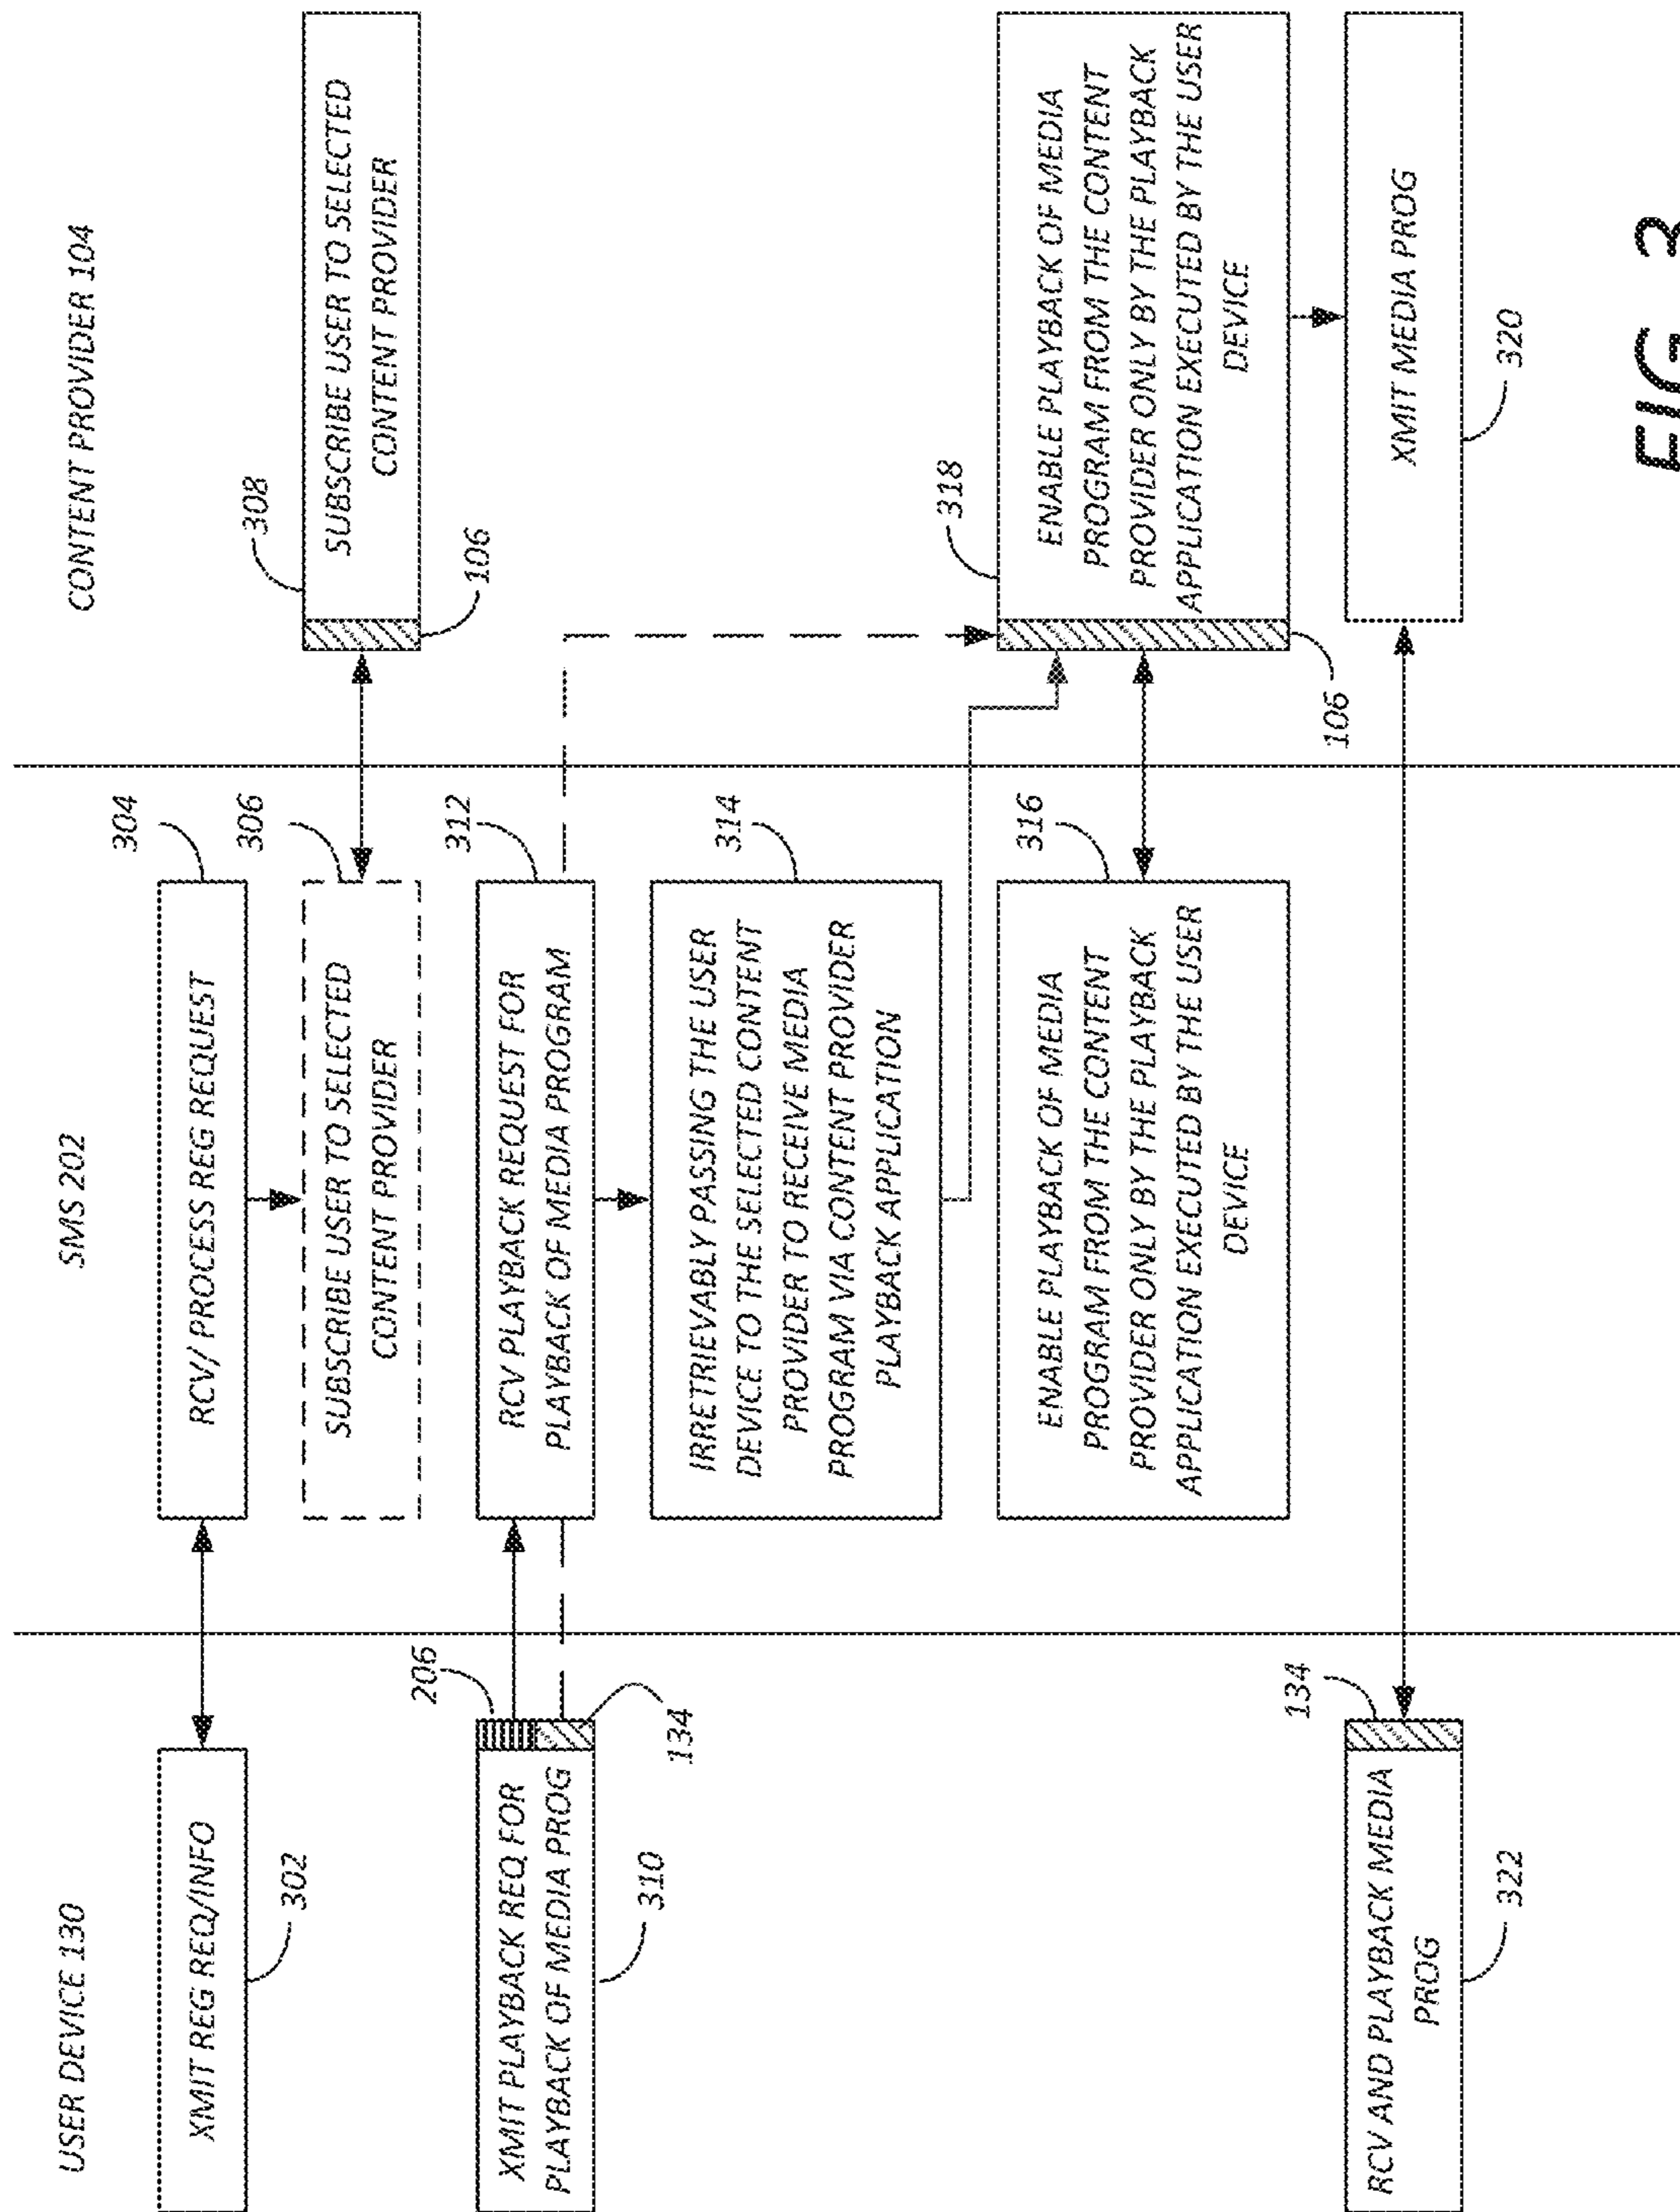 USER DEVICE 130
SMS 202
CONTENT PROVIDER 104
XMIT REG REQ/INFO
302
RCV/ PROCESS REG REQUEST
304
SUBSCRIBE USER TO SELECTED
CONTENT PROVIDER
306
SUBSCRIBE USER TO SELECTED
CONTENT PROVIDER
308
106
XMIT PLAYBACK REQ FOR
PLAYBACK OF MEDIA PROG
206
134
310
RCV PLAYBACK REQUEST FOR
PLAYBACK OF MEDIA PROGRAM
312
IRRETRIEVABLY PASSING THE USER
DEVICE TO THE SELECTED CONTENT
PROVIDER TO RECEIVE MEDIA
PROGRAM VIA CONTENT PROVIDER
PLAYBACK APPLICATION
314
ENABLE PLAYBACK OF MEDIA
PROGRAM FROM THE CONTENT
PROVIDER ONLY BY THE PLAYBACK
APPLICATION EXECUTED BY THE USER
DEVICE
316
ENABLE PLAYBACK OF MEDIA
PROGRAM FROM THE CONTENT
PROVIDER ONLY BY THE PLAYBACK
APPLICATION EXECUTED BY THE USER
DEVICE
318
106
RCV AND PLAYBACK MEDIA
PROG
134
322
XMIT MEDIA PROG
320
FIG. 3